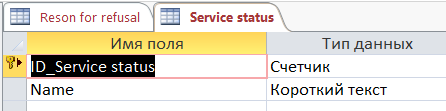 Reson for refusal Service status
Имя поля Тип данных
ID_Service status Счетчик
Name Короткий текст